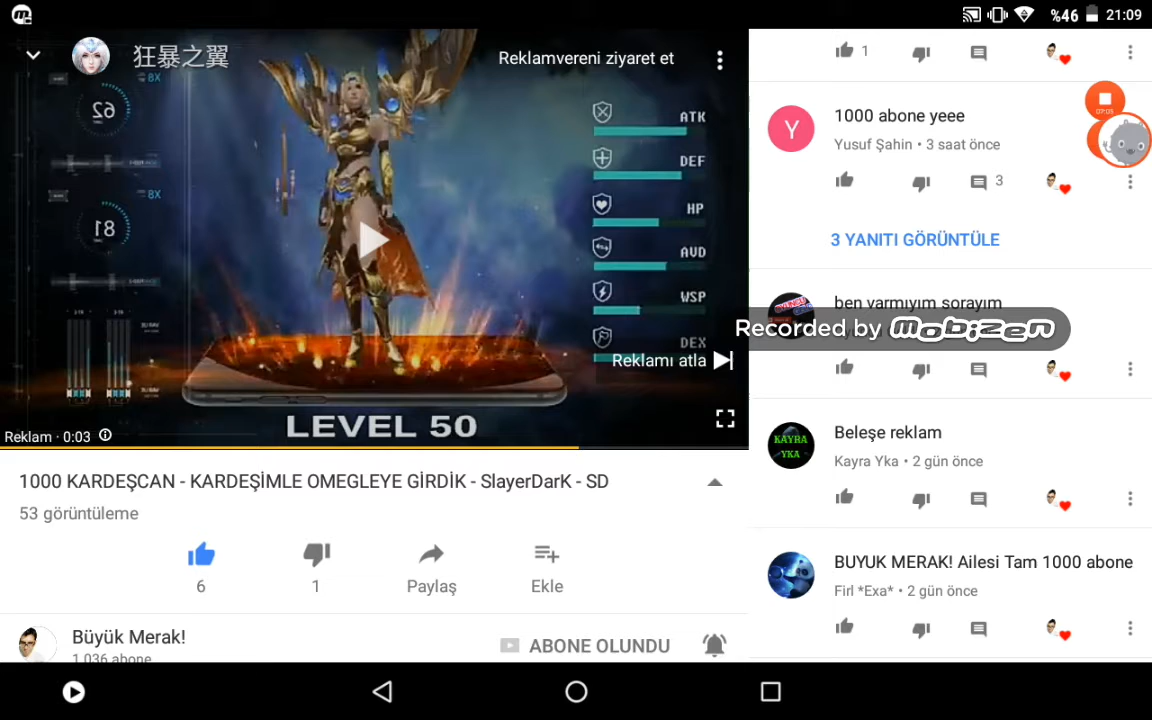 %46 21:09
狂暴之翼
Reklamvereni ziyaret et
8X
62
8X
81
ATK
DEF
HP
AVD
WSP
DEX
Reklamı atla
LEVEL 50
Reklam · 0:03
1000 KARDEŞCAN - KARDEŞİMLE OMEGLEYE GİRDİK - SlayerDarK - SD
53 görüntüleme
6
1
Paylaş
Ekle
Büyük Merak!
1.036 abone
ABONE OLUNDU
1
Y
1000 abone yeee
Yusuf Şahin • 3 saat önce
3
3 YANITI GÖRÜNTÜLE
ben varmıyım sorayım
Recorded by mobizen
KAYRA
YKA
Beleşe reklam
Kayra Yka • 2 gün önce
BUYUK MERAK! Ailesi Tam 1000 abone
Firl *Exa* • 2 gün önce